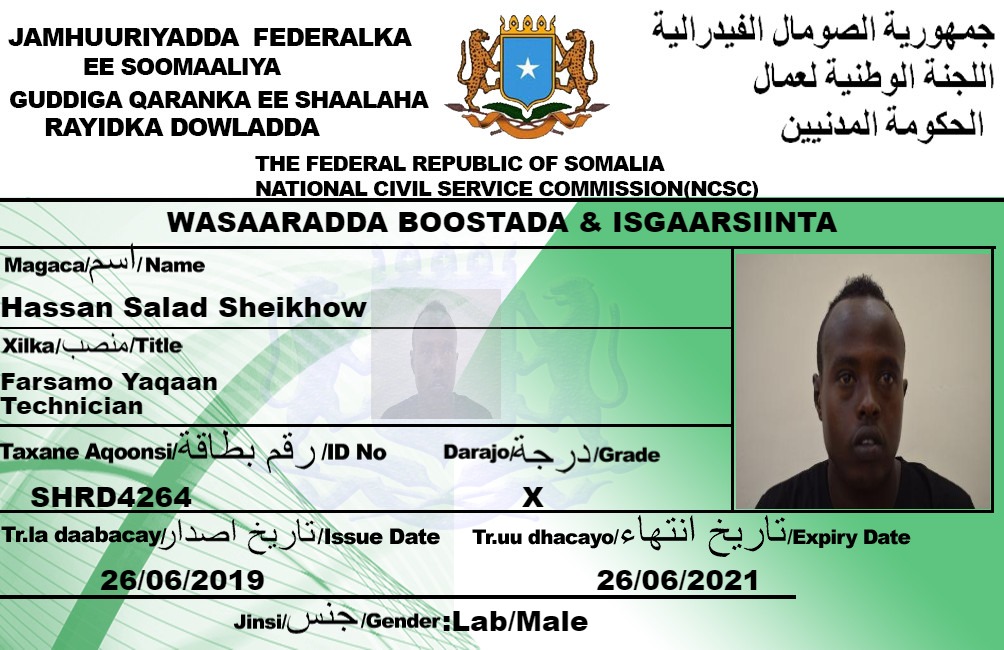 JAMHUURIYADDA FEDERALKA
EE SOOMAALIYA
GUDDIGA QARANKA EE SHAALAHA
RAYIDKA DOWLADDA
جمهورية الصومال الفيدرالية
اللجنة الوطنية لعمال
الحكومة المدنيين
THE FEDERAL REPUBLIC OF SOMALIA
NATIONAL CIVIL SERVICE COMMISSION(NCSC)
WASAARADDA BOOSTADA & ISGAARSIINTA
Magaca/اسم/Name
Hassan Salad Sheikhow
Xilka/منصب/Title
Farsamo Yaqaan
Technician
Taxane Aqoonsi/رقم بطاقة/ID No
Darajo/درجة/Grade
SHRD4264
X
Tr.la daabacay/تاريخ اصدار/Issue Date
Tr.uu dhacayo/تاريخ انتهاء/Expiry Date
26/06/2019
26/06/2021
Jinsi/جنس/Gender:Lab/Male